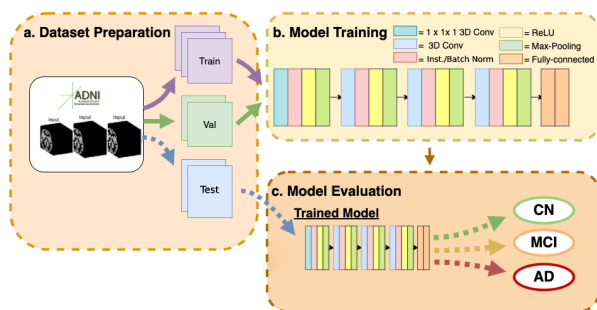 a. Dataset Preparation
ADNI
Input
Input
Input
Train
Val
Test
b. Model Training
= 1 x 1x 1 3D Conv
= 3D Conv
= Inst./Batch Norm
= ReLU
= Max-Pooling
= Fully-connected
c. Model Evaluation
Trained Model
CN
MCI
AD